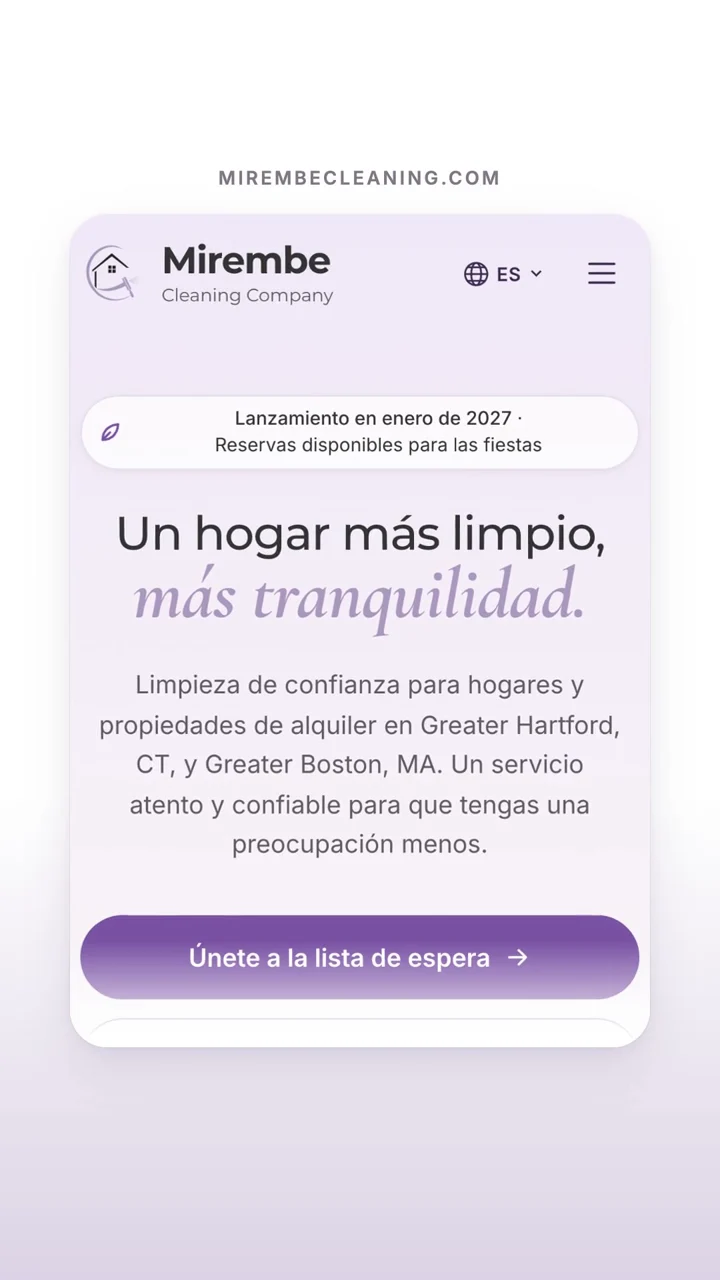 MIREMBECLEANING.COM
Mirembe
Cleaning Company
ES
Lanzamiento en enero de 2027 ·
Reservas disponibles para las fiestas
Un hogar más limpio,
más tranquilidad.
Limpieza de confianza para hogares y
propiedades de alquiler en Greater Hartford,
CT, y Greater Boston, MA. Un servicio
atento y confiable para que tengas una
preocupación menos.
Únete a la lista de espera →